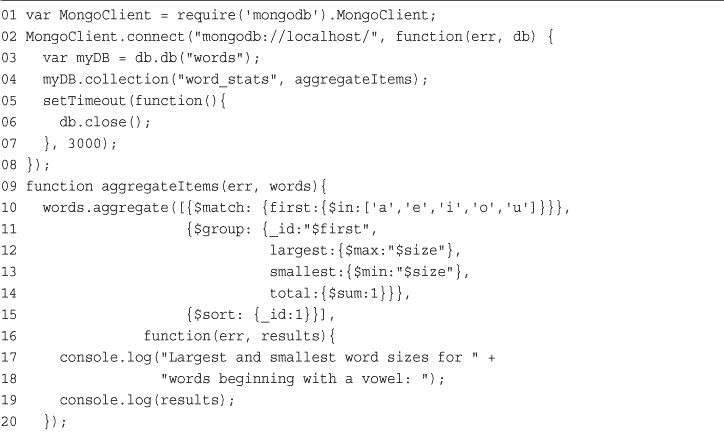 01 var MongoClient = require('mongodb').MongoClient;
02 MongoClient.connect("mongodb://localhost/", function(err, db) {
03   var myDB = db.db("words");
04   myDB.collection("word_stats", aggregateItems);
05   setTimeout(function(){
06     db.close();
07   }, 3000);
08 });
09 function aggregateItems(err, words){
10   words.aggregate([{$match: {first:{$in:['a','e','i','o','u']}}},
11                    {$group: {_id:"$first",
12                              largest:{$max:"$size"},
13                              smallest:{$min:"$size"},
14                              total:{$sum:1}}},
15                    {$sort: {_id:1}}],
16               function(err, results){
17     console.log("Largest and smallest word sizes for " +
18                 "words beginning with a vowel: ");
19     console.log(results);
20   });